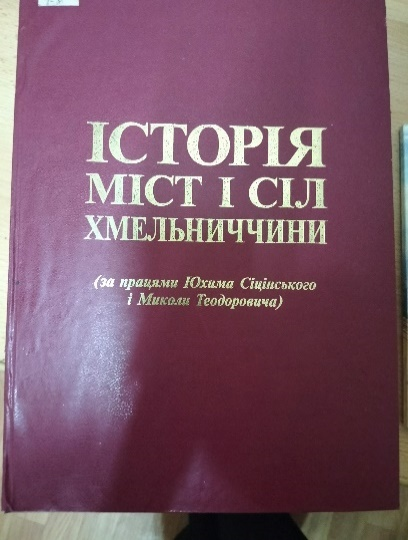 ІСТОРІЯ
МІСТ І СІЛ
ХМЕЛЬНИЧЧИНИ
(за працями Юхима Сіцінського
і Миколи Теодоровича)